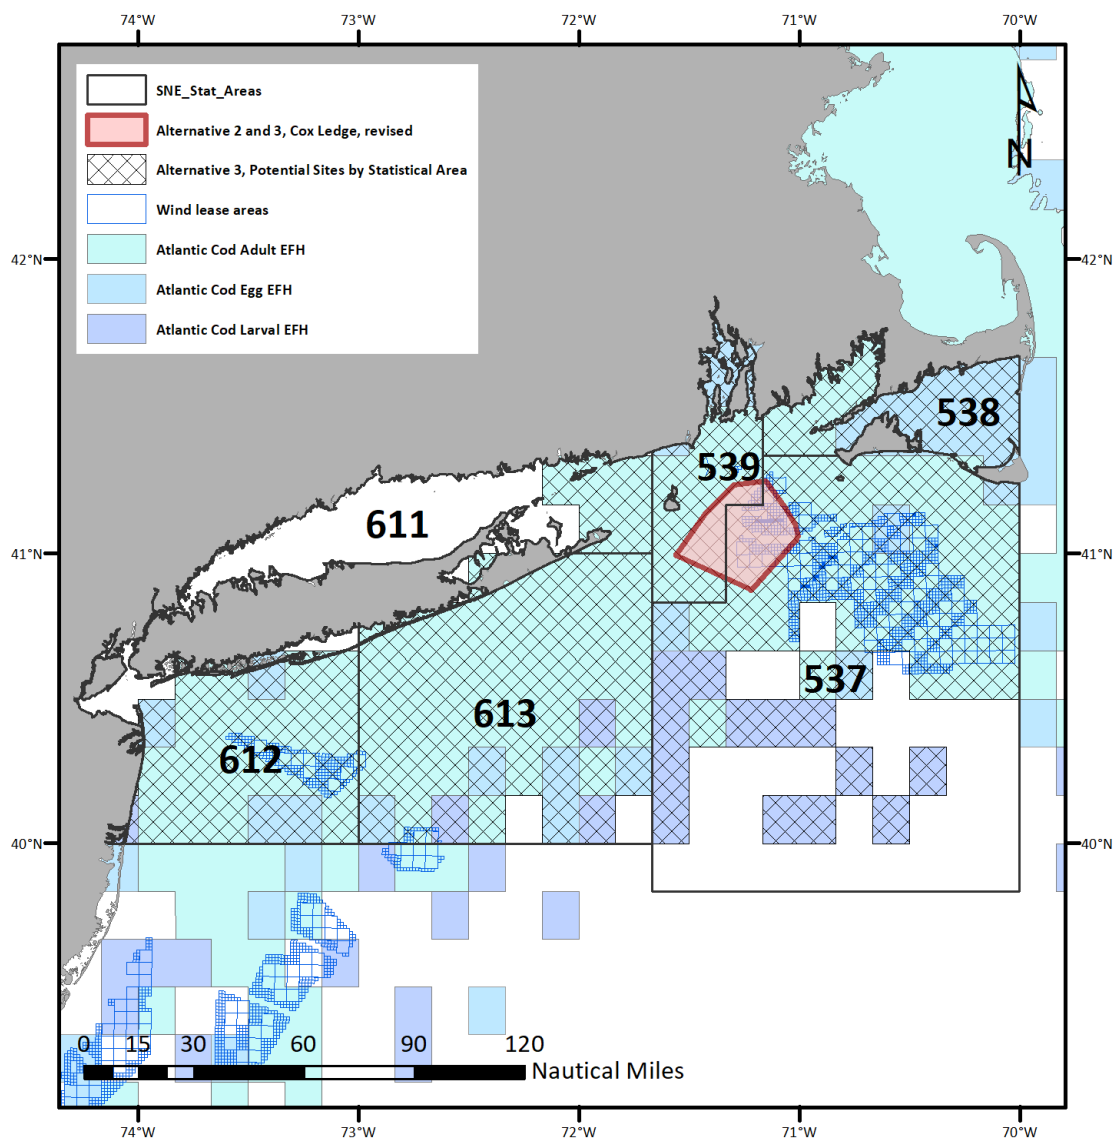 74°W 73°W 72°W 71°W 70°W
SNE_Stat_Areas
Alternative 2 and 3, Cox Ledge, revised
Alternative 3, Potential Sites by Statistical Area
Wind lease areas
Atlantic Cod Adult EFH
Atlantic Cod Egg EFH
Atlantic Cod Larval EFH
N
42°N 42°N
538
539
611
41°N 41°N
537
613
612
40°N 40°N
0 15 30 60 90 120
Nautical Miles
74°W 73°W 72°W 71°W 70°W